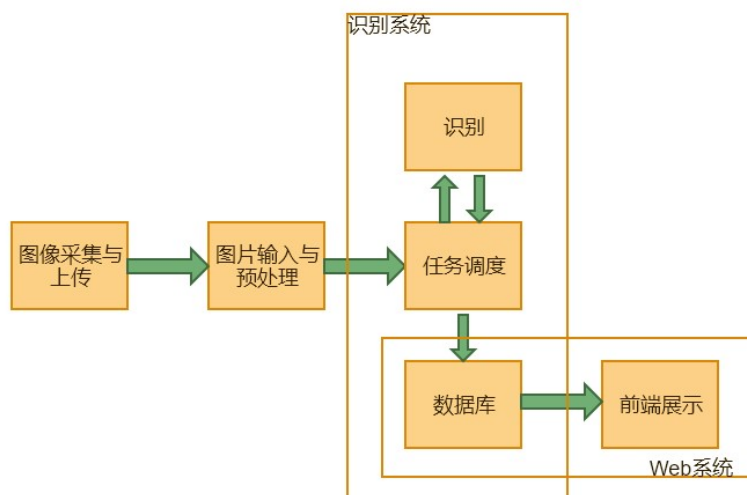 识别系统
识别
图像采集与
上传
图片输入与
预处理
任务调度
数据库
前端展示
Web系统